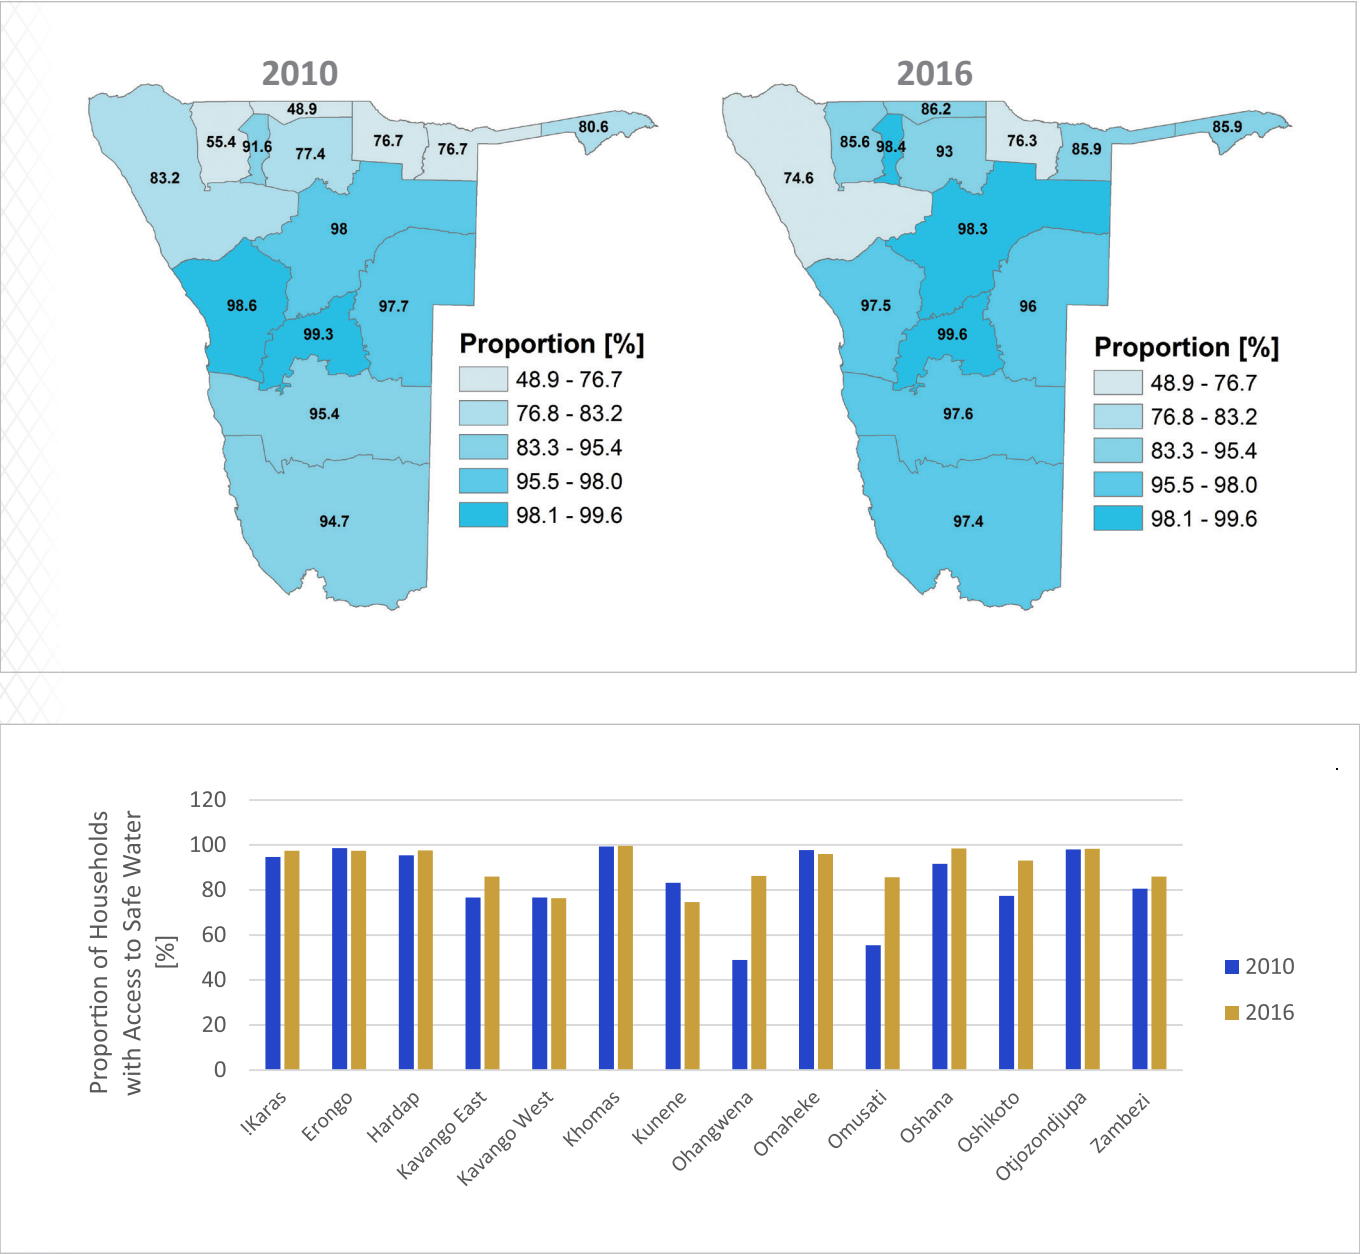 2010
48.9
55.4
91.6
77.4
76.7
76.7
80.6
83.2
98
98.6
97.7
99.3
95.4
94.7
Proportion [%]
48.9 - 76.7
76.8 - 83.2
83.3 - 95.4
95.5 - 98.0
98.1 - 99.6
2016
86.2
85.6
98.4
93
76.3
85.9
85.9
74.6
98.3
97.5
96
99.6
97.6
97.4
Proportion [%]
48.9 - 76.7
76.8 - 83.2
83.3 - 95.4
95.5 - 98.0
98.1 - 99.6
Proportion of Households
with Access to Safe Water
[%]
120
100
80
60
40
20
0
!Karas
Erongo
Hardap
Kavango East
Kavango West
Khomas
Kunene
Ohangwena
Omaheke
Omusati
Oshana
Oshikoto
Otjozondjupa
Zambezi
2010
2016